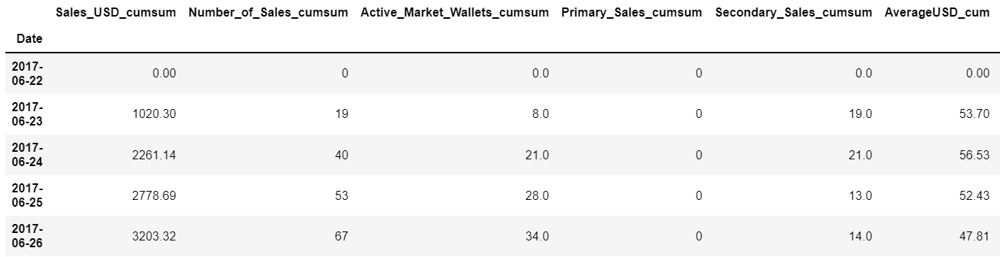 Sales_USD_cumsum Number_of_Sales_cumsum Active_Market_Wallets_cumsum Primary_Sales_cumsum Secondary_Sales_cumsum AverageUSD_cum
Date
2017-
06-22 0.00 0 0.0 0 0.0 0.00
2017-
06-23 1020.30 19 8.0 0 19.0 53.70
2017-
06-24 2261.14 40 21.0 0 21.0 56.53
2017-
06-25 2778.69 53 28.0 0 13.0 52.43
2017-
06-26 3203.32 67 34.0 0 14.0 47.81